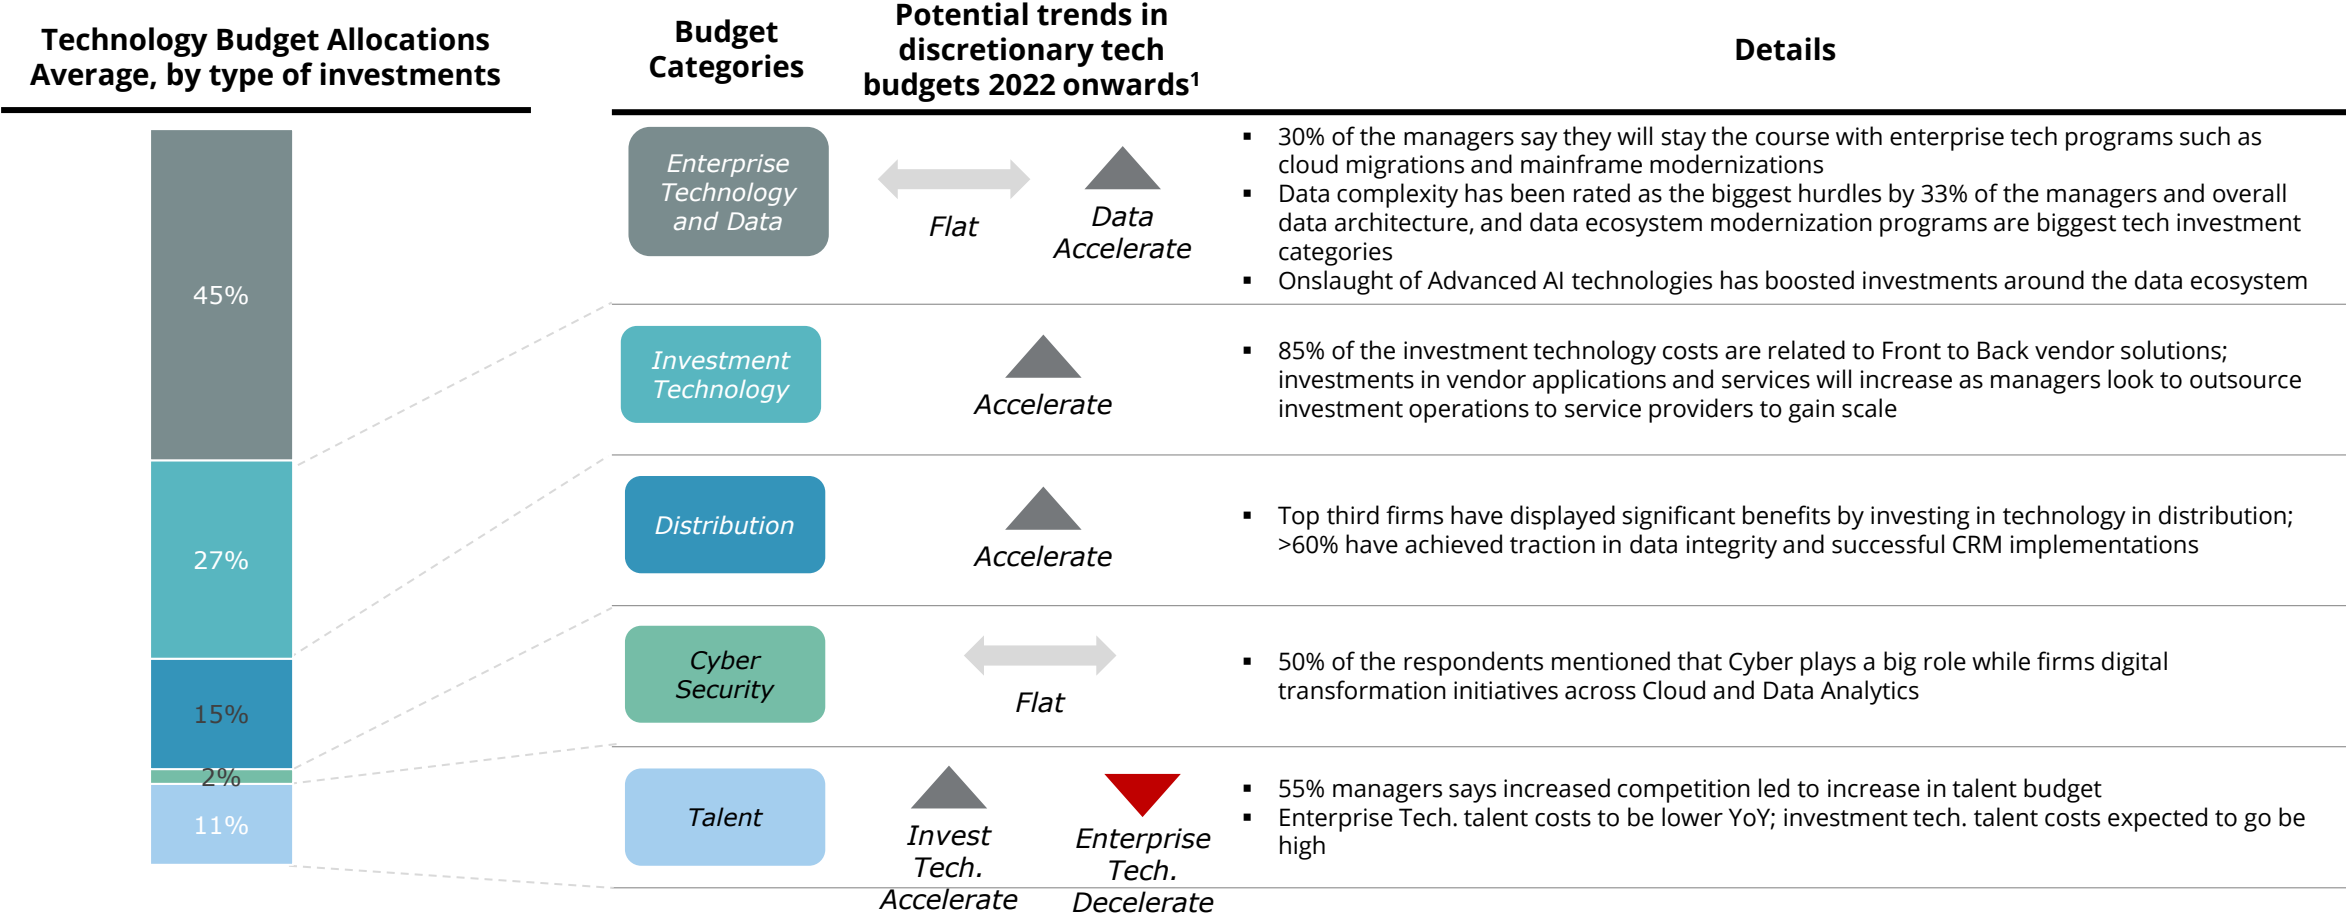 Technology Budget Allocations
Average, by type of investments
45%
27%
15%
2%
11%
Budget
Categories
Potential trends in
discretionary tech
budgets 2022 onwards¹
Details
Enterprise
Technology
and Data
Flat
Data
Accelerate
▪ 30% of the managers say they will stay the course with enterprise tech programs such as
cloud migrations and mainframe modernizations
▪ Data complexity has been rated as the biggest hurdles by 33% of the managers and overall
data architecture, and data ecosystem modernization programs are biggest tech investment
categories
▪ Onslaught of Advanced AI technologies has boosted investments around the data ecosystem
Investment
Technology
Accelerate
▪ 85% of the investment technology costs are related to Front to Back vendor solutions;
investments in vendor applications and services will increase as managers look to outsource
investment operations to service providers to gain scale
Distribution
Accelerate
▪ Top third firms have displayed significant benefits by investing in technology in distribution;
>60% have achieved traction in data integrity and successful CRM implementations
Cyber
Security
Flat
▪ 50% of the respondents mentioned that Cyber plays a big role while firms digital
transformation initiatives across Cloud and Data Analytics
Talent
Invest
Tech.
Accelerate
Enterprise
Tech.
Decelerate
▪ 55% managers says increased competition led to increase in talent budget
▪ Enterprise Tech. talent costs to be lower YoY; investment tech. talent costs expected to go be
high